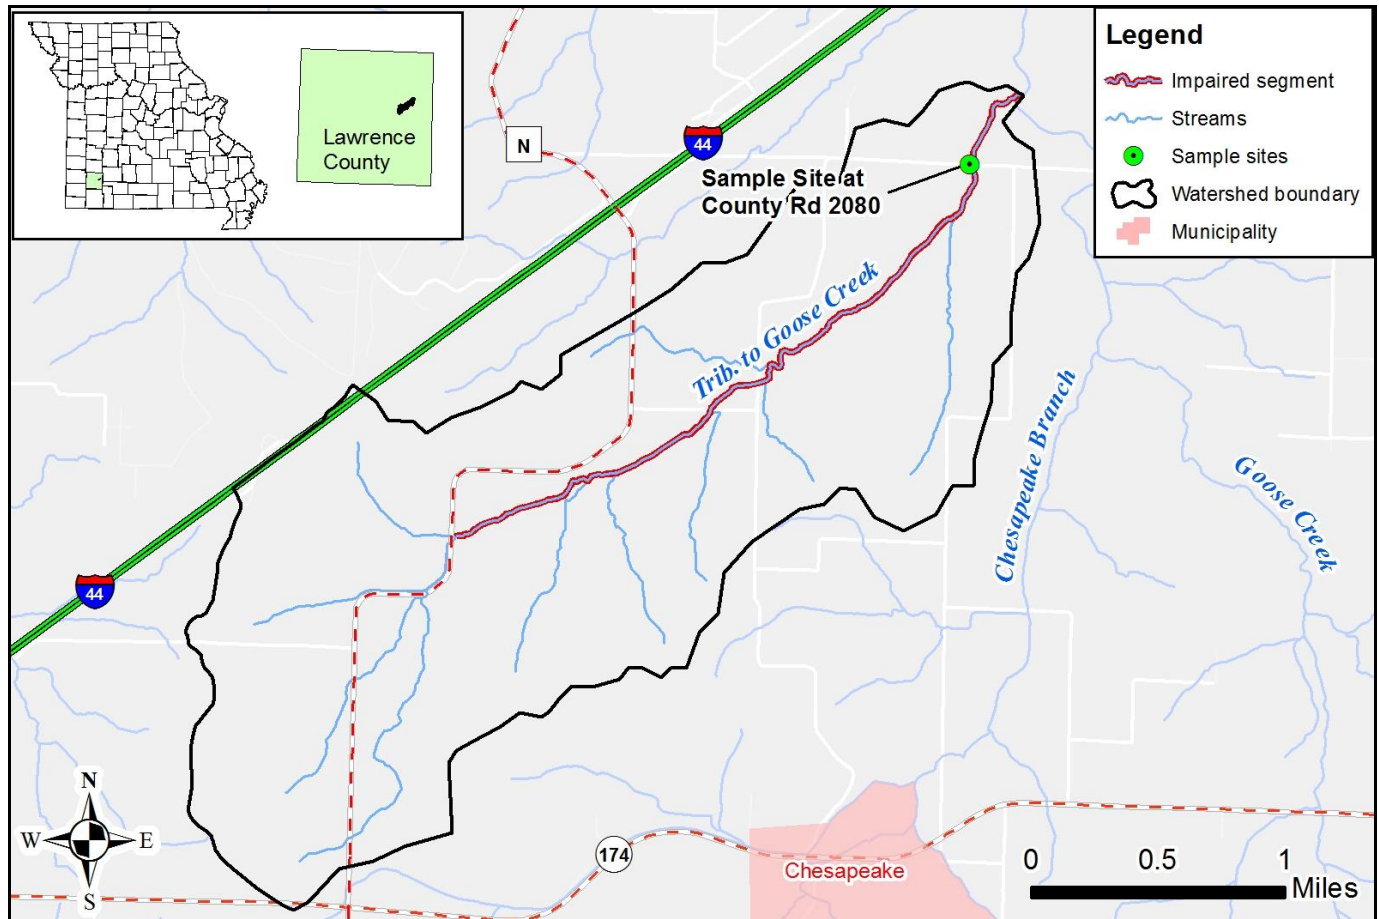 Lawrence
County
N
44
Sample Site at
County Rd 2080
Legend
Impaired segment
Streams
Sample sites
Watershed boundary
Municipality
Trib. to Goose Creek
Chesapeake Branch
Goose Creek
44
N
W
E
S
174
Chesapeake
0
0.5
1
Miles